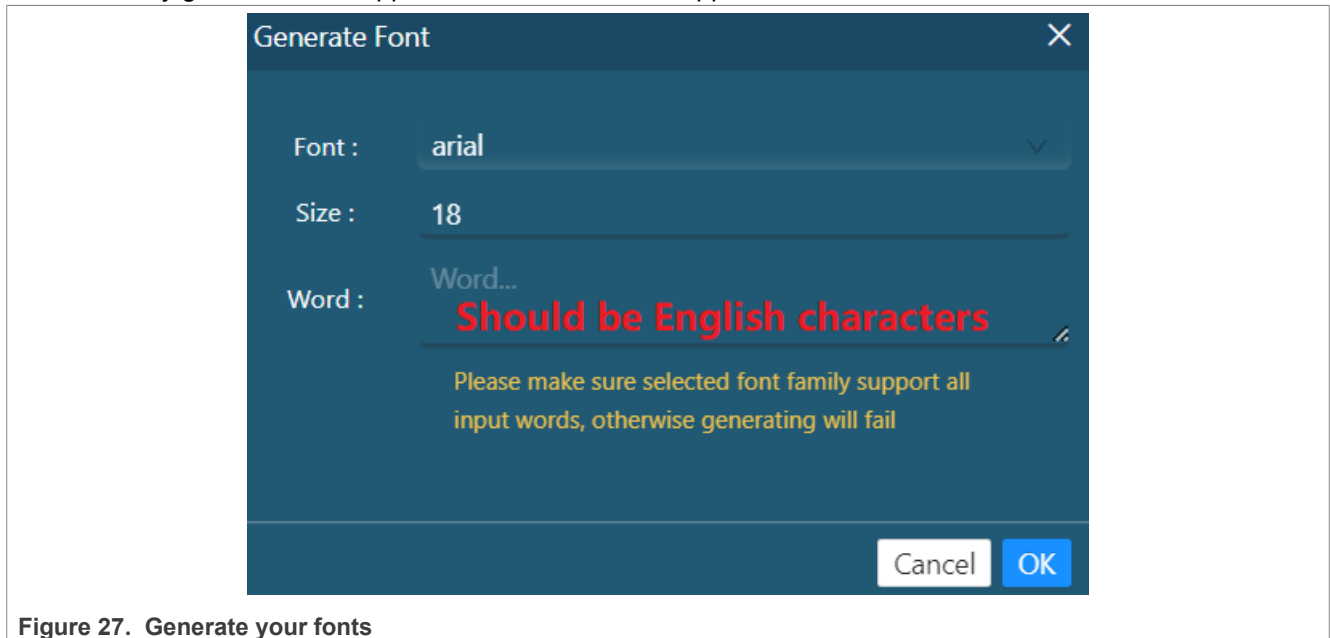 Generate Font
Font : arial
Size : 18
Word : Word...
Should be English characters
Please make sure selected font family support all
input words, otherwise generating will fail
Cancel OK
Figure 27. Generate your fonts